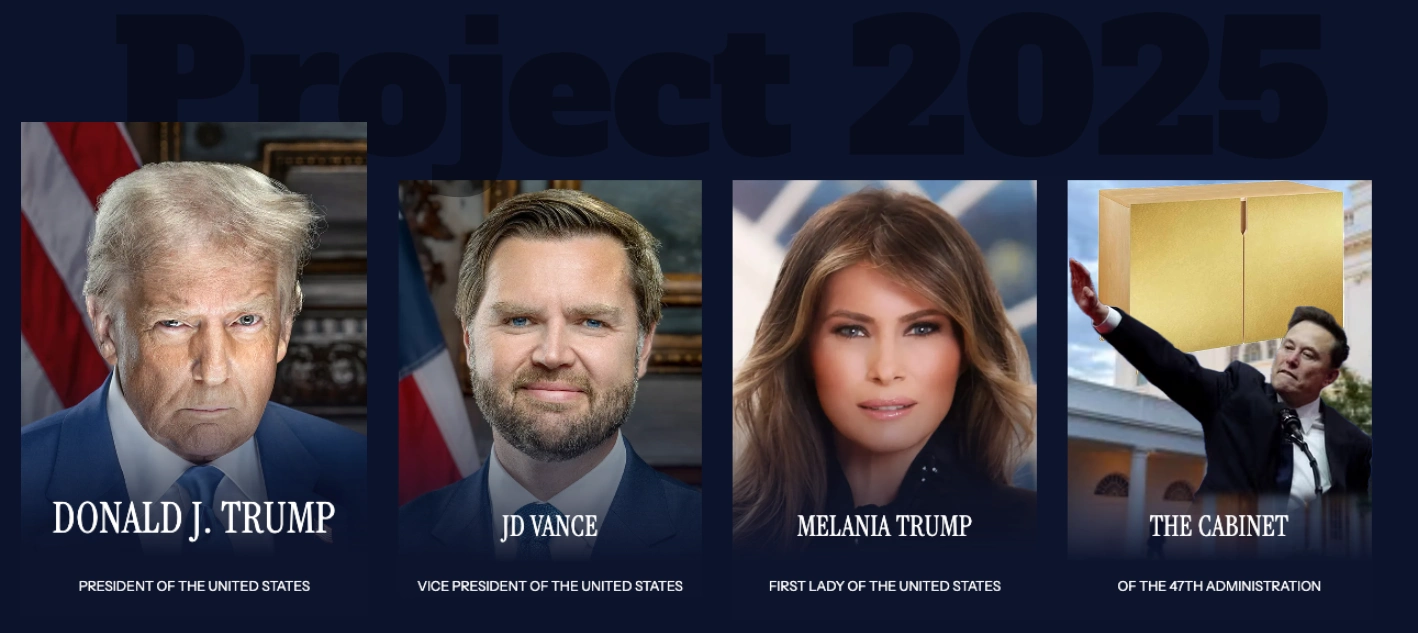 Project 2025
DONALD J. TRUMP
PRESIDENT OF THE UNITED STATES
JD VANCE
VICE PRESIDENT OF THE UNITED STATES
MELANIA TRUMP
FIRST LADY OF THE UNITED STATES
THE CABINET
OF THE 47TH ADMINISTRATION